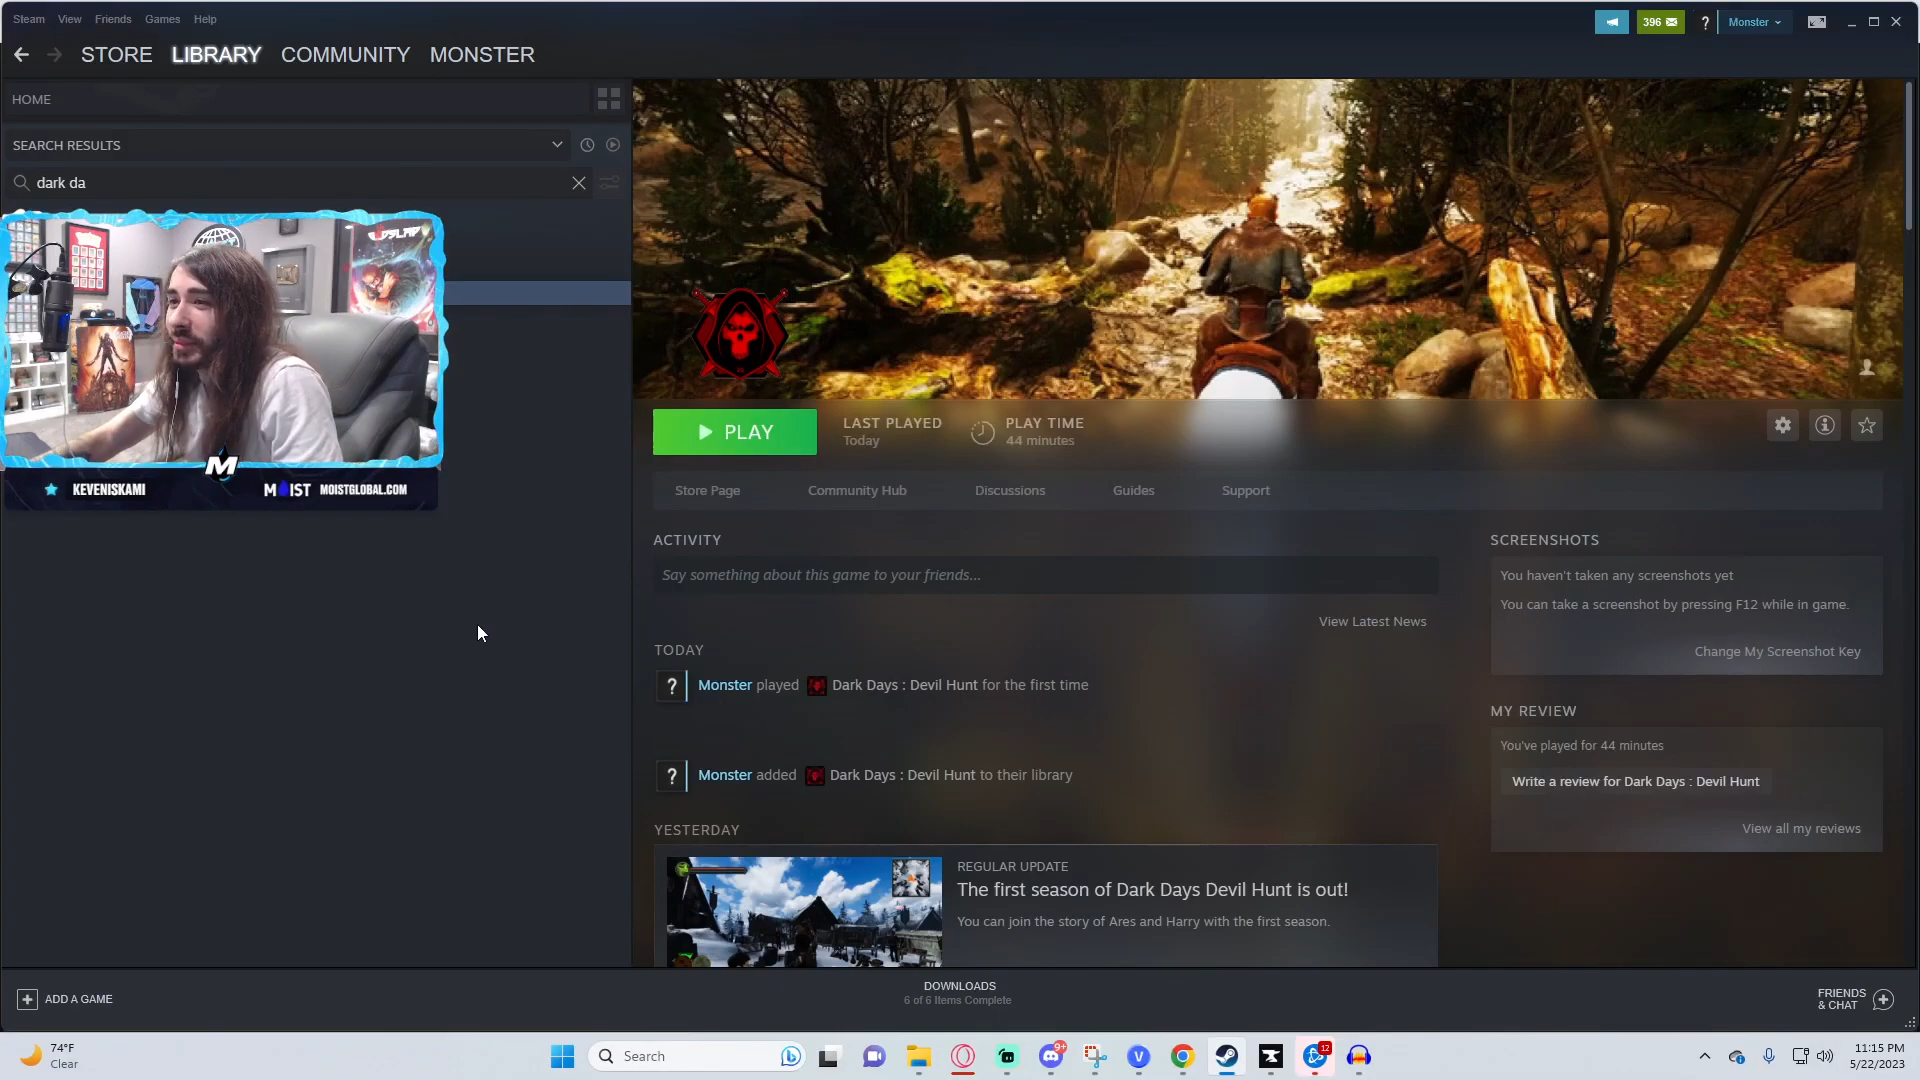 Steam View Friends Games Help
396
?
Monster
STORE LIBRARY COMMUNITY MONSTER
HOME
SEARCH RESULTS
dark da
KEVENISKAMI
M
MOIST MOISTGLOBAL.COM
PLAY
LAST PLAYED
Today
PLAY TIME
44 minutes
Store Page Community Hub Discussions Guides Support
ACTIVITY
Say something about this game to your friends...
View Latest News
TODAY
? Monster played Dark Days : Devil Hunt for the first time
? Monster added Dark Days : Devil Hunt to their library
YESTERDAY
REGULAR UPDATE
The first season of Dark Days Devil Hunt is out!
You can join the story of Ares and Harry with the first season.
SCREENSHOTS
You haven't taken any screenshots yet
You can take a screenshot by pressing F12 while in game.
Change My Screenshot Key
MY REVIEW
You've played for 44 minutes
Write a review for Dark Days : Devil Hunt
View all my reviews
ADD A GAME
DOWNLOADS
6 of 6 Items Complete
FRIENDS
& CHAT
74°F
Clear
Search
9+
V
12
11:15 PM
5/22/2023